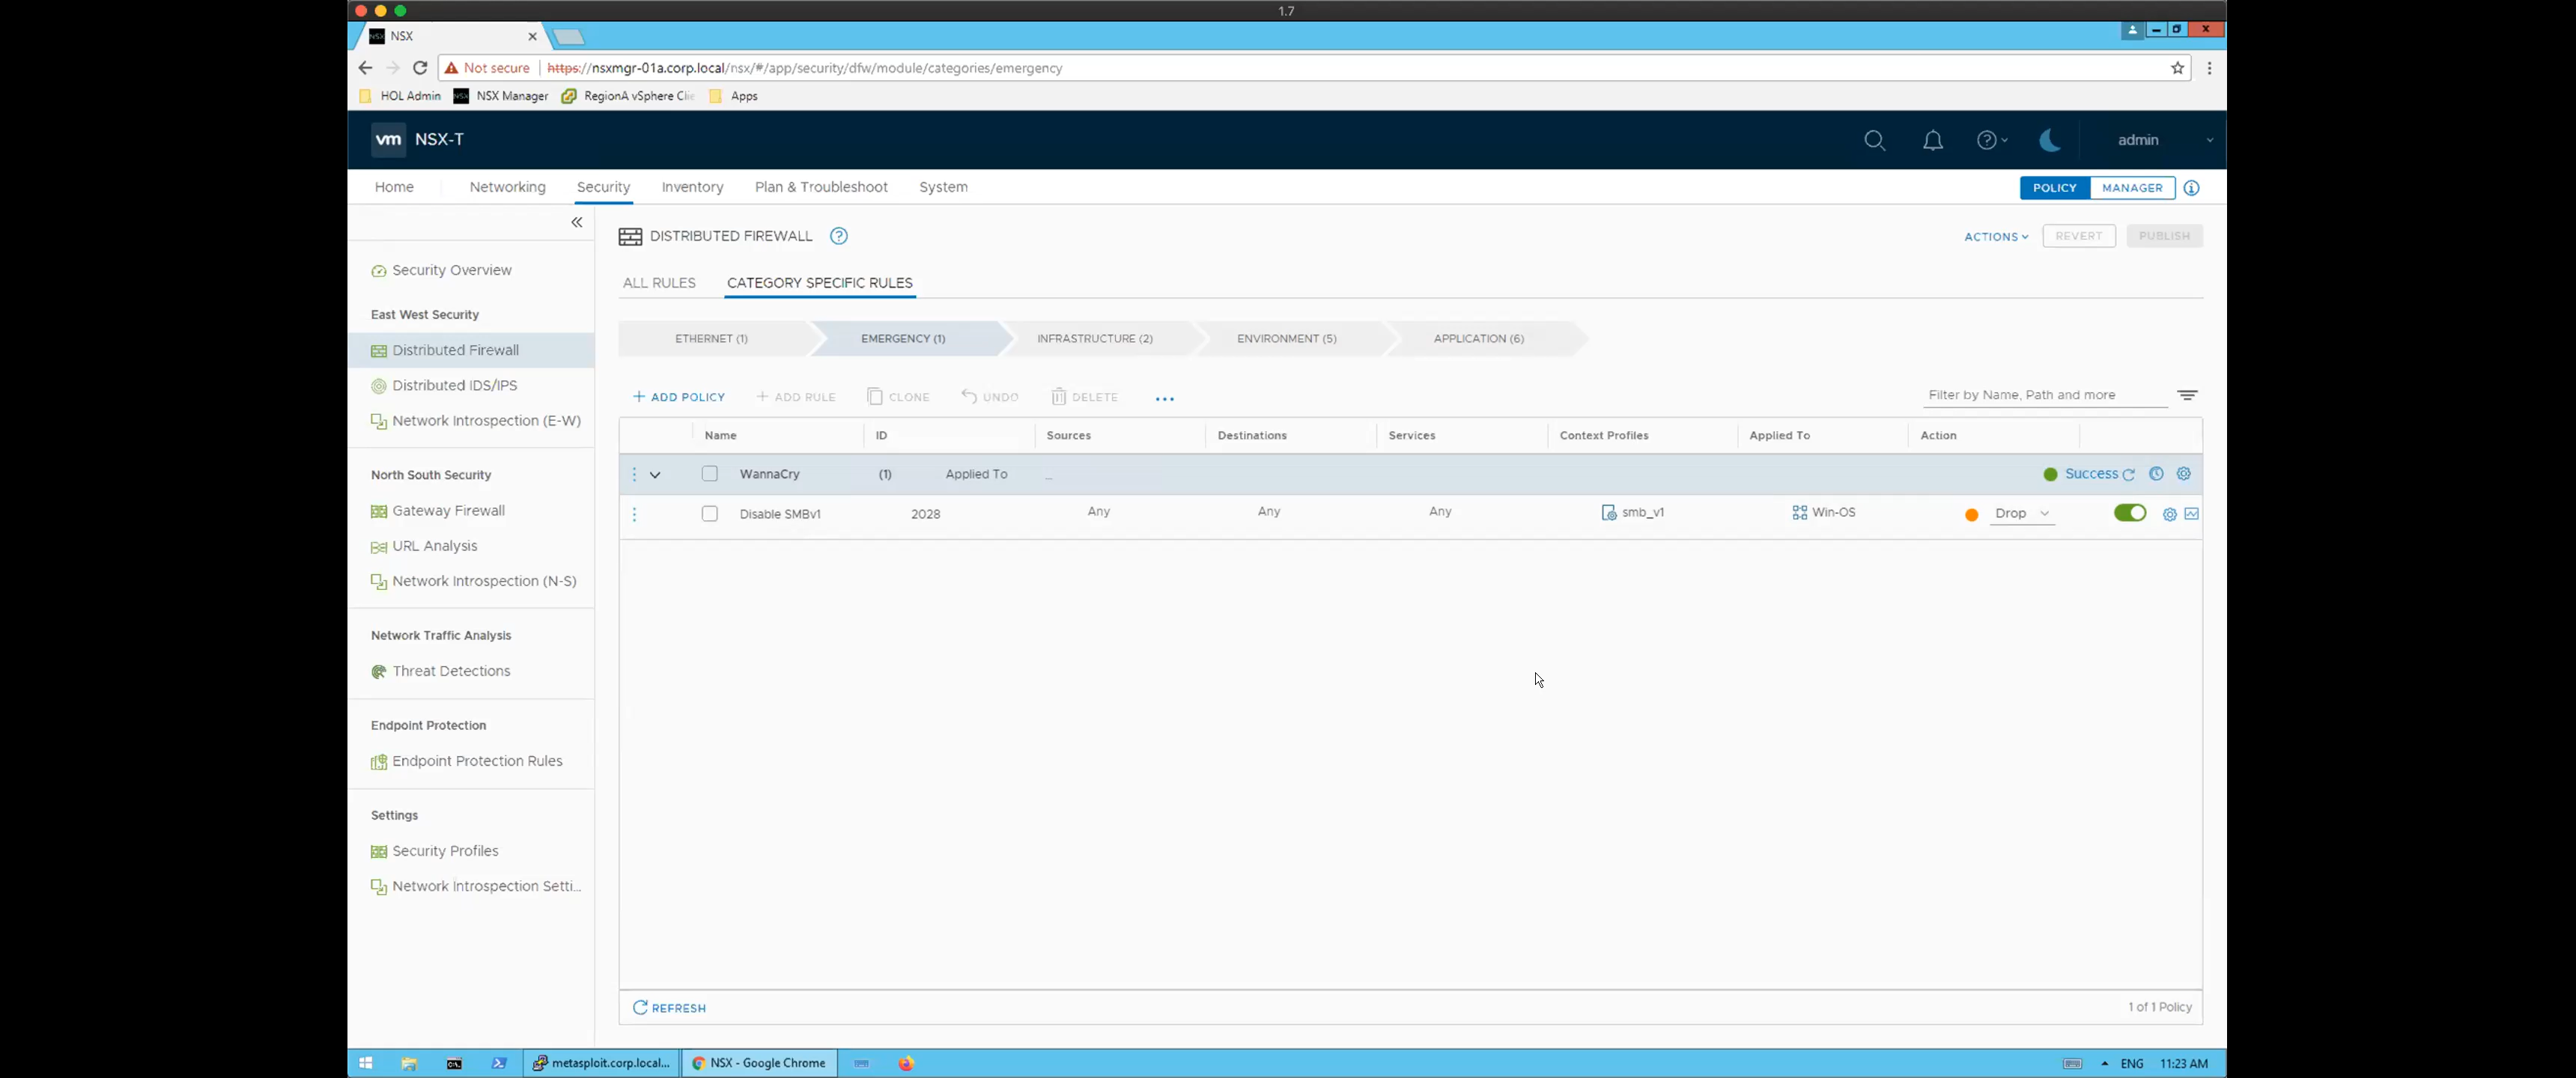 1.7
NSX
Not secure https://nsxmgr-01a.corp.local/nsx/#/app/security/dfw/module/categories/emergency
HOL Admin NSX Manager RegionA vSphere Clie Apps
vm NSX-T admin
Home Networking Security Inventory Plan & Troubleshoot System POLICY MANAGER
Security Overview
East West Security
Distributed Firewall
Distributed IDS/IPS
Network Introspection (E-W)
North South Security
Gateway Firewall
URL Analysis
Network Introspection (N-S)
Network Traffic Analysis
Threat Detections
Endpoint Protection
Endpoint Protection Rules
Settings
Security Profiles
Network Introspection Setti...
DISTRIBUTED FIREWALL ACTIONS REVERT PUBLISH
ALL RULES CATEGORY SPECIFIC RULES
ETHERNET (1) EMERGENCY (1) INFRASTRUCTURE (2) ENVIRONMENT (5) APPLICATION (6)
+ ADD POLICY + ADD RULE CLONE UNDO DELETE ... Filter by Name, Path and more
Name ID Sources Destinations Services Context Profiles Applied To Action
WannaCry (1) Applied To Success
Disable SMBv1 2028 Any Any Any smb_v1 Win-OS Drop
REFRESH 1 of 1 Policy
metasploit.corp.local... NSX - Google Chrome ENG 11:23 AM